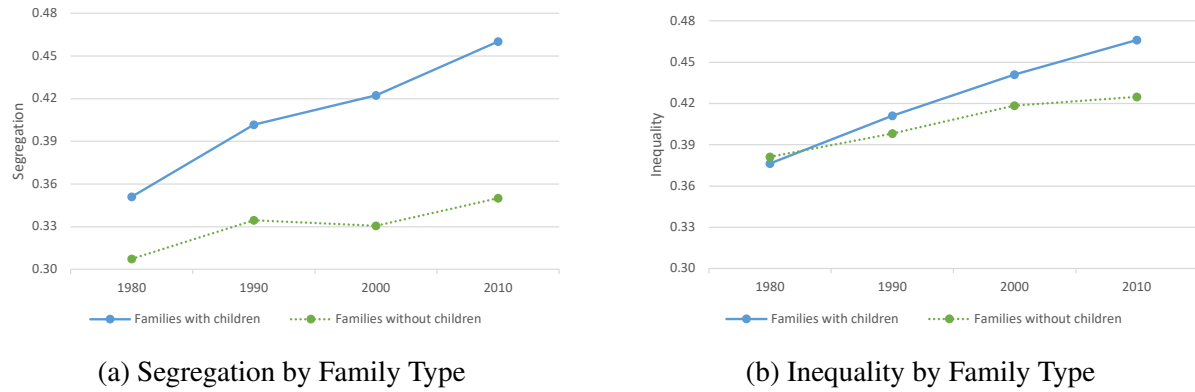 0.48
0.45
0.42
0.39
0.36
0.33
0.30
Segregation
1980 1990 2000 2010
Families with children Families without children
(a) Segregation by Family Type
0.48
0.45
0.42
0.39
0.36
0.33
0.30
Inequality
1980 1990 2000 2010
Families with children Families without children
(b) Inequality by Family Type